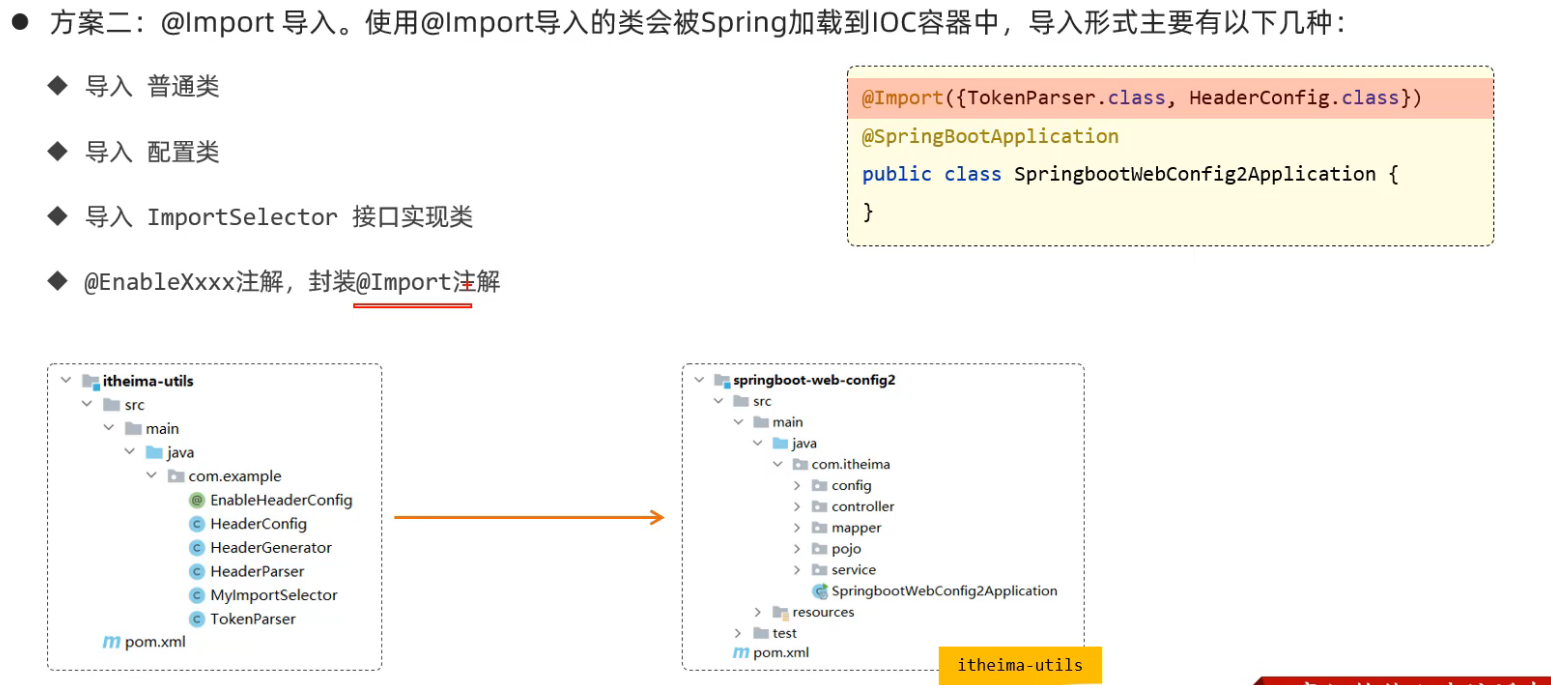 方案二：@Import 导入。使用@Import导入的类会被Spring加载到IOC容器中，导入形式主要有以下几种：
导入 普通类
导入 配置类
导入 ImportSelector 接口实现类
@EnableXxxx注解，封装@Import注解
@Import({TokenParser.class, HeaderConfig.class})
@SpringBootApplication
public class SpringbootWebConfig2Application {
}
itheima-utils
src
main
java
com.example
EnableHeaderConfig
HeaderConfig
HeaderGenerator
HeaderParser
MyImportSelector
TokenParser
pom.xml
springboot-web-config2
src
main
java
com.itheima
config
controller
mapper
pojo
service
SpringbootWebConfig2Application
resources
test
pom.xml
itheima-utils